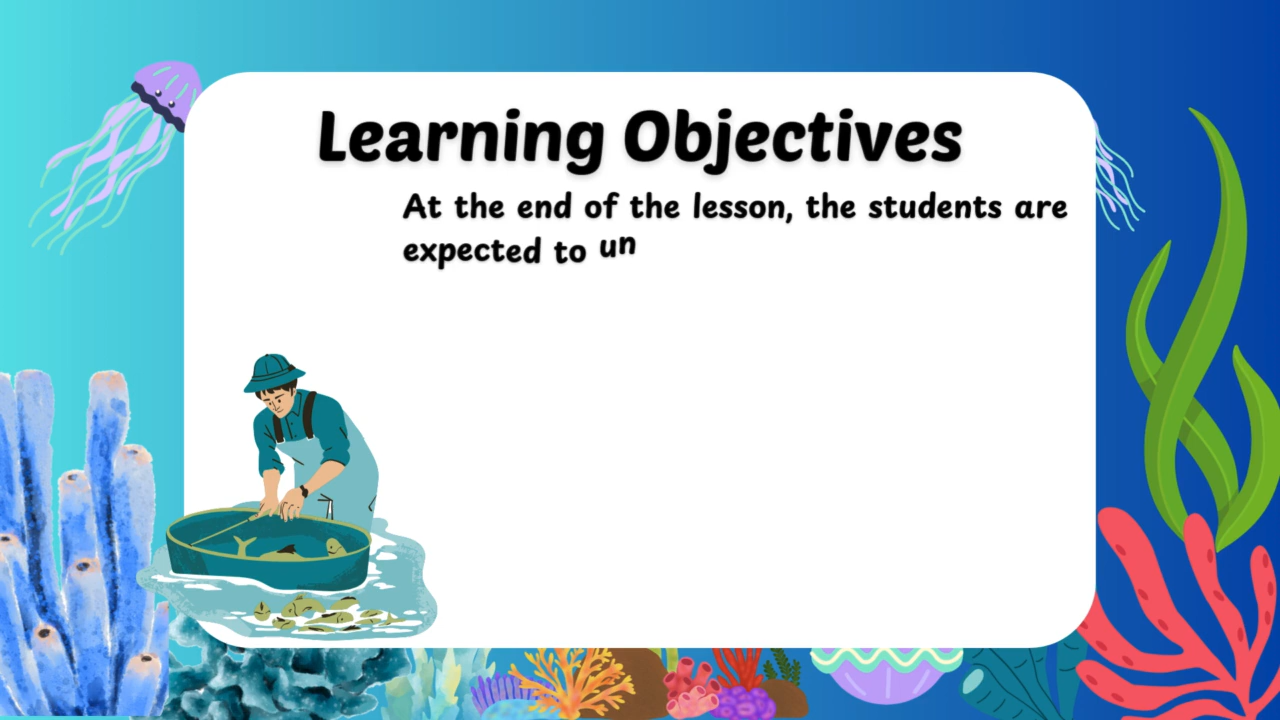 Learning Objectives
At the end of the lesson, the students are
expected to un